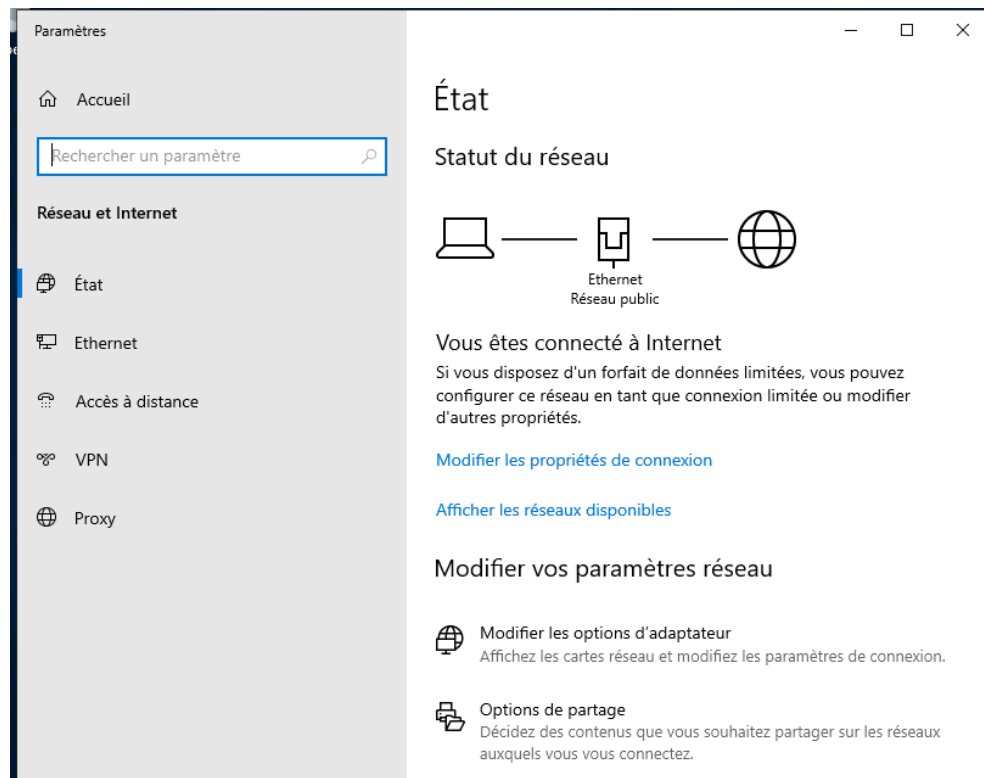 Paramètres
Accueil
Rechercher un paramètre
Réseau et Internet
État
Ethernet
Accès à distance
VPN
Proxy
État
Statut du réseau
Ethernet
Réseau public
Vous êtes connecté à Internet
Si vous disposez d'un forfait de données limitées, vous pouvez
configurer ce réseau en tant que connexion limitée ou modifier
d'autres propriétés.
Modifier les propriétés de connexion
Afficher les réseaux disponibles
Modifier vos paramètres réseau
Modifier les options d'adaptateur
Affichez les cartes réseau et modifiez les paramètres de connexion.
Options de partage
Décidez des contenus que vous souhaitez partager sur les réseaux
auxquels vous vous connectez.